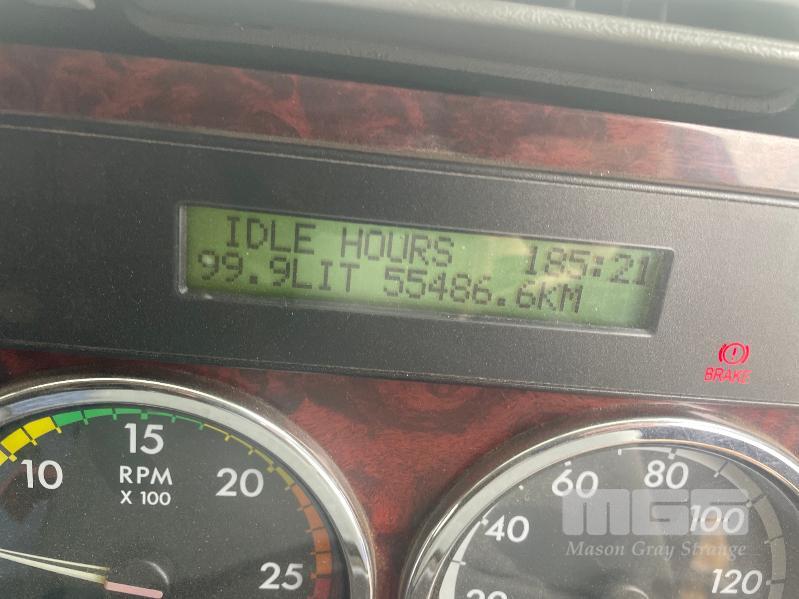 IDLE HOURS 185:21
99.9LIT 55486.6KM
BRAKE
10 15 20 25
RPM
X 100
20 40 60 80 100 120
MGS
Mason Gray Strange